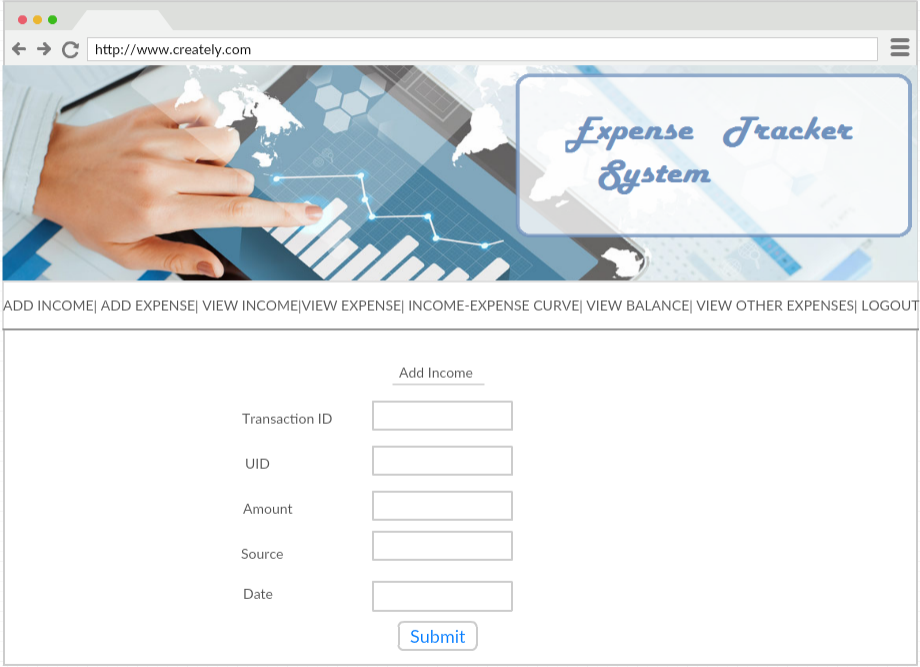 http://www.creately.com
Expense Tracker
System
ADD INCOME| ADD EXPENSE| VIEW INCOME|VIEW EXPENSE| INCOME-EXPENSE CURVE| VIEW BALANCE| VIEW OTHER EXPENSES| LOGOUT
Add Income
Transaction ID
UID
Amount
Source
Date
Submit